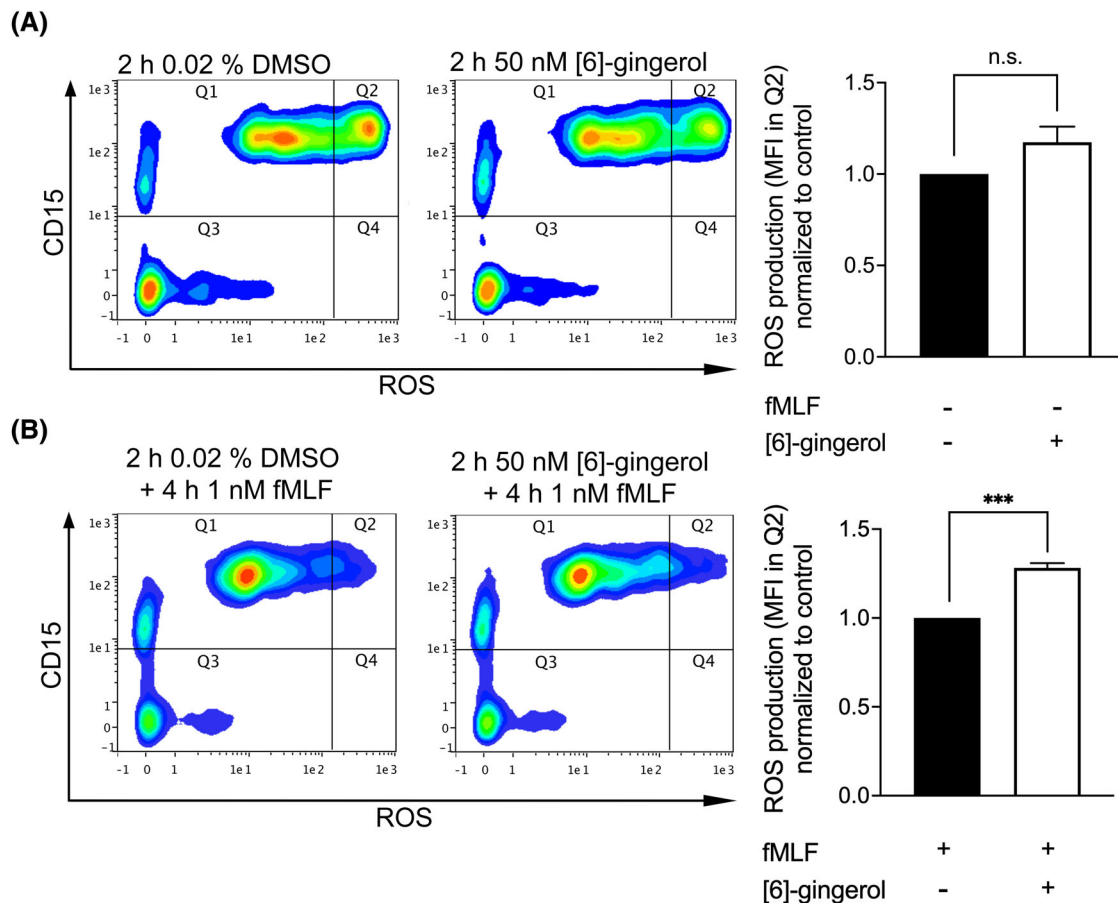 (A)
2 h 0.02 % DMSO
2 h 50 nM [6]-gingerol
1e3
1e2
1e1
1
0
-1
Q1
Q2
Q3
Q4
-1 0 1 1e1 1e2 1e3
Q1
Q2
Q3
Q4
1e3
1e2
1e1
1
0
-1
-1 0 1 1e1 1e2 1e3
CD15
ROS
ROS production (MFI in Q2)
normalized to control
1.5
1.0
0.5
0.0
n.s.
fMLF - -
[6]-gingerol - +
(B)
2 h 0.02 % DMSO
+ 4 h 1 nM fMLF
2 h 50 nM [6]-gingerol
+ 4 h 1 nM fMLF
1e3
1e2
1e1
1
0
-1
Q1
Q2
Q3
Q4
-1 0 1 1e1 1e2 1e3
1e3
1e2
1e1
1
0
-1
Q1
Q2
Q3
Q4
-1 0 1 1e1 1e2 1e3
CD15
ROS
ROS production (MFI in Q2)
normalized to control
1.5
1.0
0.5
0.0
***
fMLF + +
[6]-gingerol - +